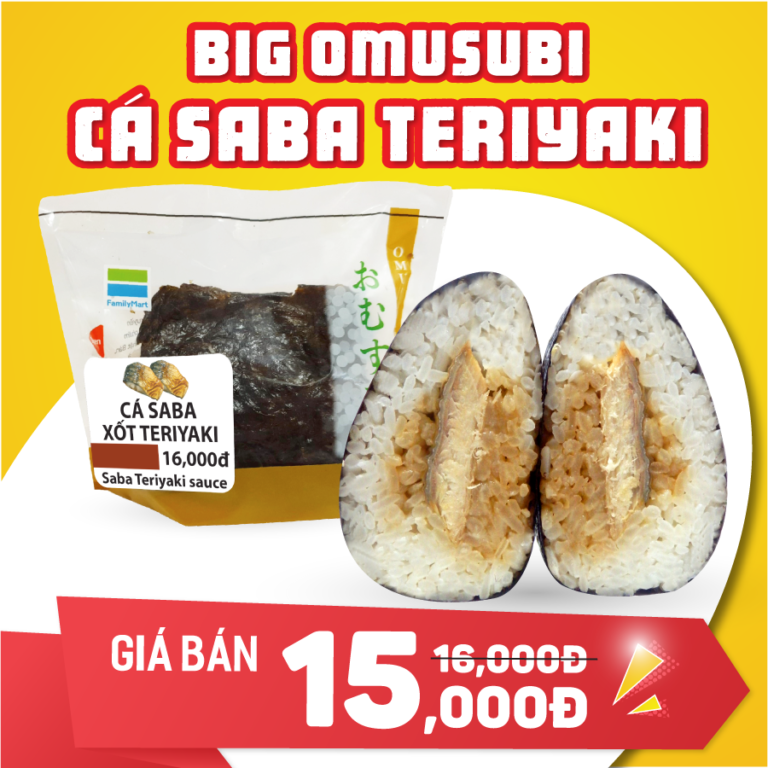 BIG OMUSUBI
CÁ SABA TERIYAKI
FamilyMart
おむす
CÁ SABA
XỐT TERIYAKI
16,000đ
Saba Teriyaki sauce
GIÁ BÁN
16,000Đ
15,000Đ